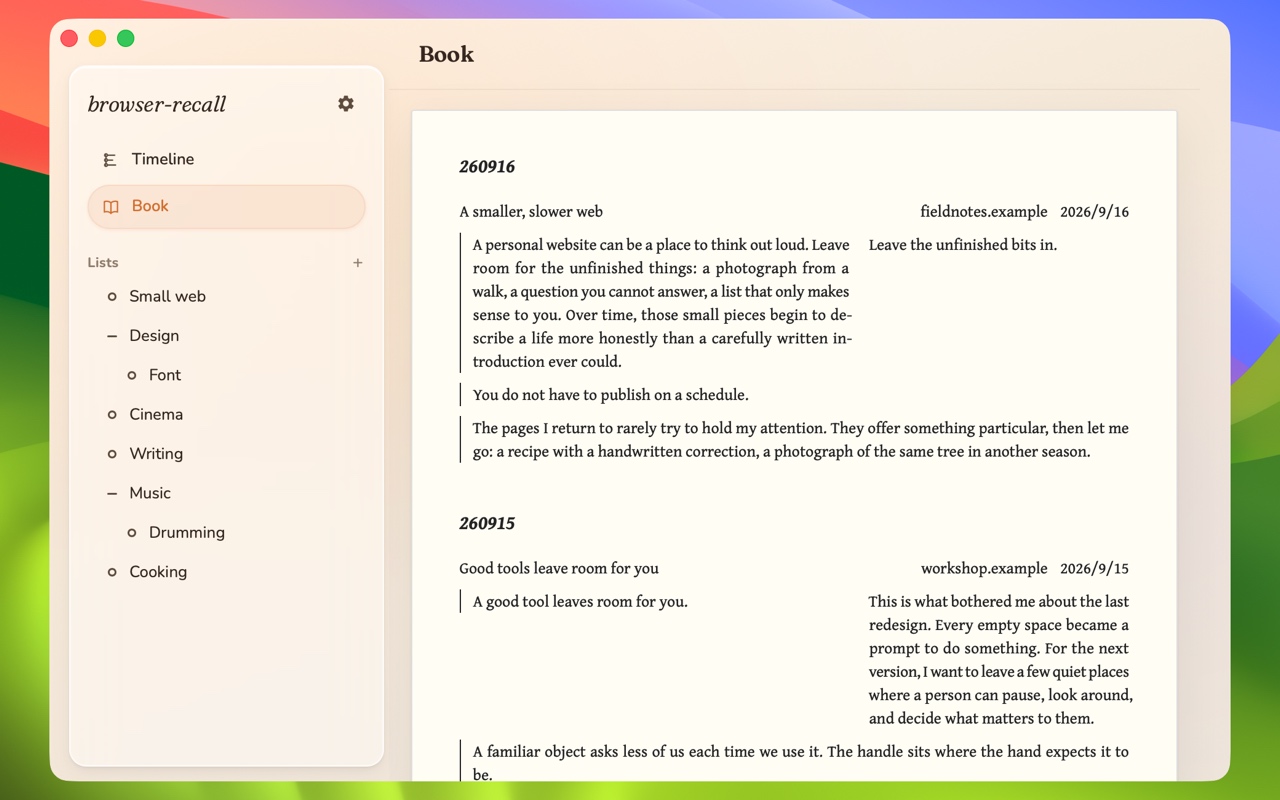 Book
browser-recall
Timeline
Book
Lists
Small web
Design
Font
Cinema
Writing
Music
Drumming
Cooking
260916
A smaller, slower web fieldnotes.example 2026/9/16
A personal website can be a place to think out loud. Leave
room for the unfinished things: a photograph from a
walk, a question you cannot answer, a list that only makes
sense to you. Over time, those small pieces begin to de-
scribe a life more honestly than a carefully written in-
troduction ever could.
Leave the unfinished bits in.
You do not have to publish on a schedule.
The pages I return to rarely try to hold my attention. They offer something particular, then let me
go: a recipe with a handwritten correction, a photograph of the same tree in another season.
260915
Good tools leave room for you workshop.example 2026/9/15
A good tool leaves room for you.
This is what bothered me about the last
redesign. Every empty space became a
prompt to do something. For the next
version, I want to leave a few quiet places
where a person can pause, look around,
and decide what matters to them.
A familiar object asks less of us each time we use it. The handle sits where the hand expects it to
be.